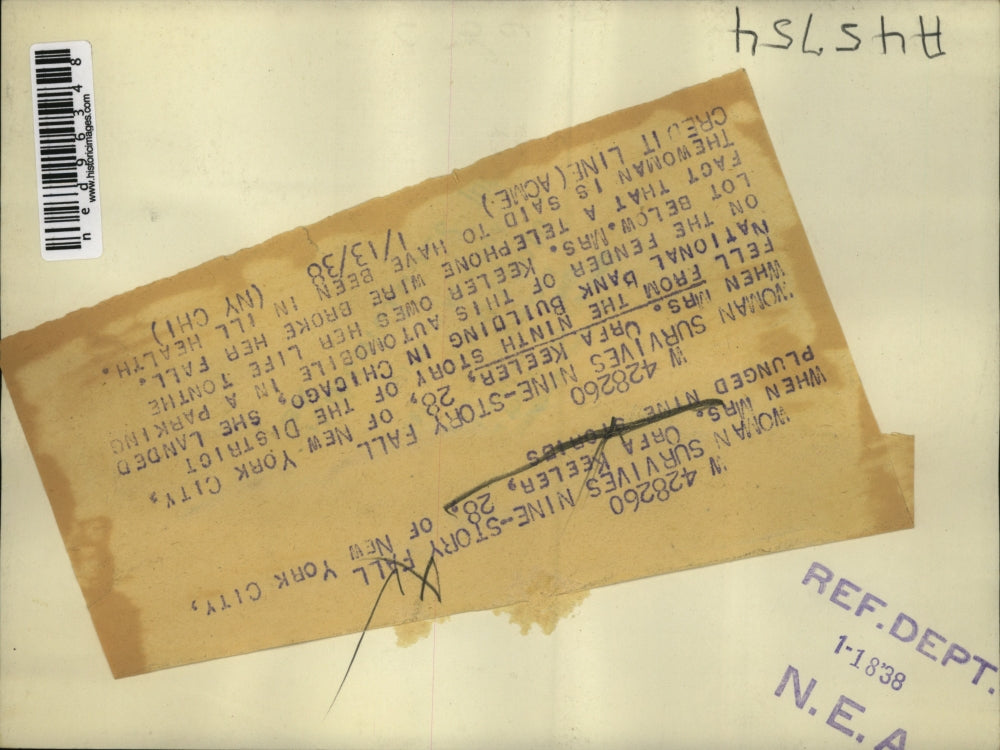 A45754
W 428260
WOMAN SURVIVES NINE-STORY FALL
WHEN MRS. ORFA KEELER, 28, OF NEW YORK CITY,
PLUNGED NINE
W 428260
WOMAN SURVIVES NINE-STORY FALL
WHEN MRS. ORFA KEELER, 28, OF NEW YORK CITY,
FELL FROM THE NINTH STORY OF THE DISTRICT
NATIONAL BANK BUILDING IN CHICAGO, SHE LANDED
ON THE FENDER OF THIS AUTOMOBILE IN A PARKING
LOT BELOW. MRS. KEELER OWES HER LIFE TONTHE
FACT THAT A TELEPHONE WIRE BROKE HER FALL.
THEWOMAN IS SAID TO HAVE BEEN IN ILL HEALTH.
CREDIT LINE (ACME) 1/13/38 (NY CHI)
ned96348
www.historicimages.com
REF. DEPT.
1-18'38
N. E. A